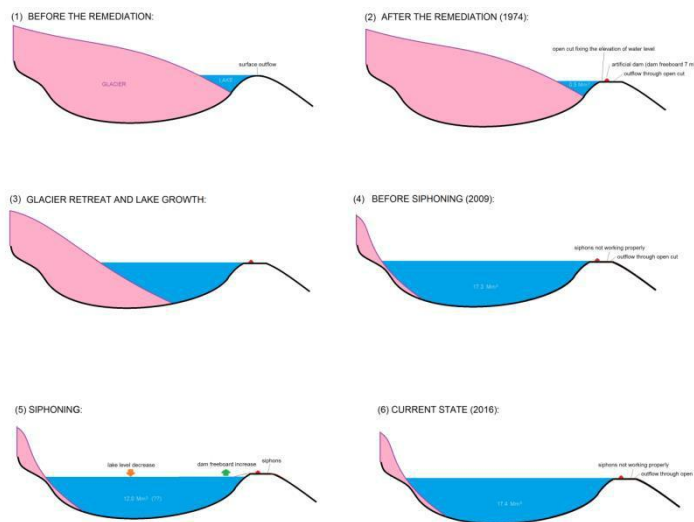 (1) BEFORE THE REMEDIATION:
surface outflow
LAKE
GLACIER
(2) AFTER THE REMEDIATION (1974):
open cut fixing the elevation of water level
artificial dam (dam freeboard 7 m
outflow through open cut
(3) GLACIER RETREAT AND LAKE GROWTH:
(4) BEFORE SIPHONING (2009):
siphons not working properly
outflow through open cut
17.2 Mm³
(5) SIPHONING:
lake level decrease
dam freeboard increase
siphons
(6) CURRENT STATE (2016):
siphons not working properly
outflow through open
17.4 Mm³